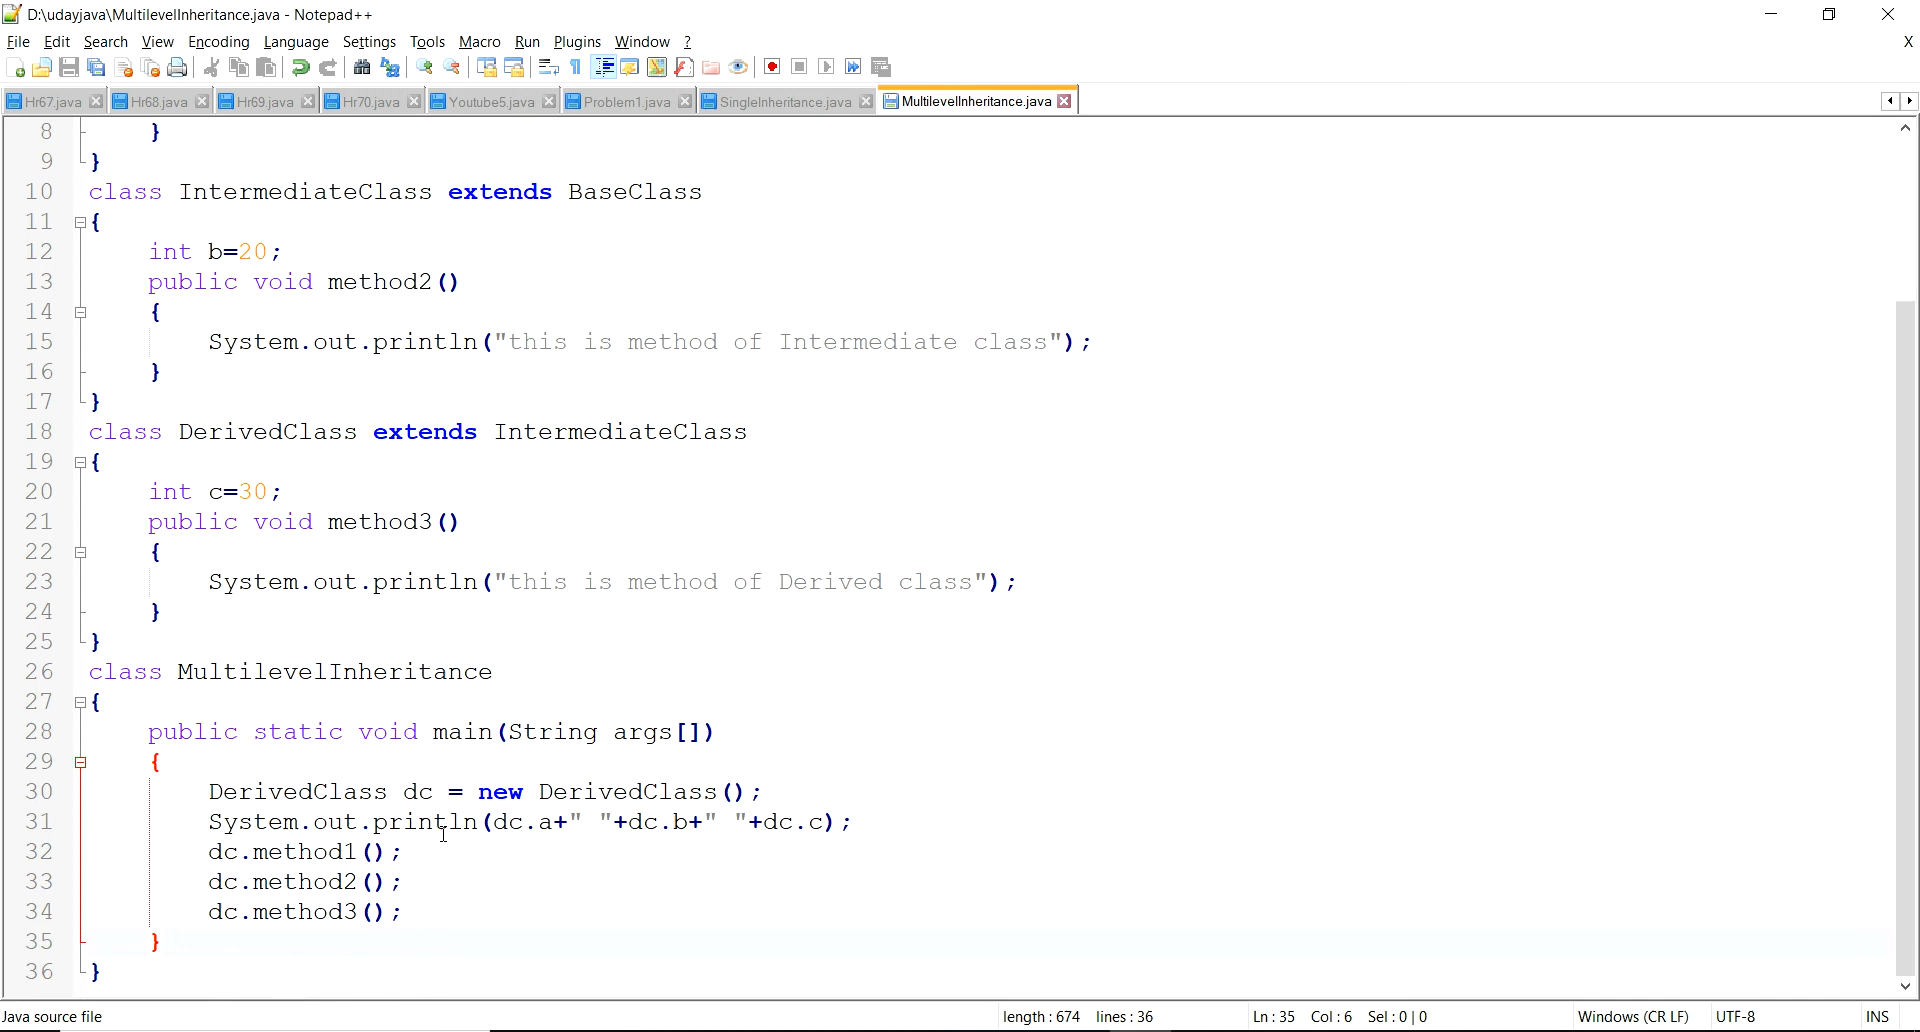 D:\udayjava\MultilevelInheritance.java - Notepad++
File Edit Search View Encoding Language Settings Tools Macro Run Plugins Window ? X
Hr67.java Hr68.java Hr69.java Hr70.java Youtube5.java Problem1.java SingleInheritance.java MultilevelInheritance.java
8 }
9 }
10 class IntermediateClass extends BaseClass
11 {
12 int b=20;
13 public void method2()
14 {
15 System.out.println("this is method of Intermediate class");
16 }
17 }
18 class DerivedClass extends IntermediateClass
19 {
20 int c=30;
21 public void method3()
22 {
23 System.out.println("this is method of Derived class");
24 }
25 }
26 class MultilevelInheritance
27 {
28 public static void main(String args[])
29 {
30 DerivedClass dc = new DerivedClass();
31 System.out.println(dc.a+" "+dc.b+" "+dc.c);
32 dc.method1();
33 dc.method2();
34 dc.method3();
35 }
36 }
Java source file length : 674 lines : 36 Ln : 35 Col : 6 Sel : 0 | 0 Windows (CR LF) UTF-8 INS